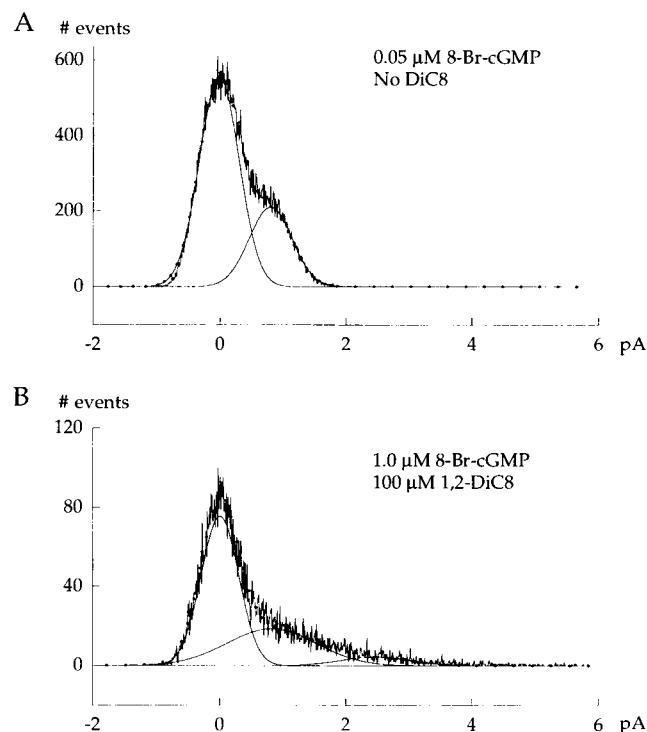 A
# events
0.05 μM 8-Br-cGMP
No DiC8
600
400
200
0
-2
0
2
4
6
pA
B
# events
1.0 μM 8-Br-cGMP
100 μM 1,2-DiC8
120
80
40
0
-2
0
2
4
6
pA